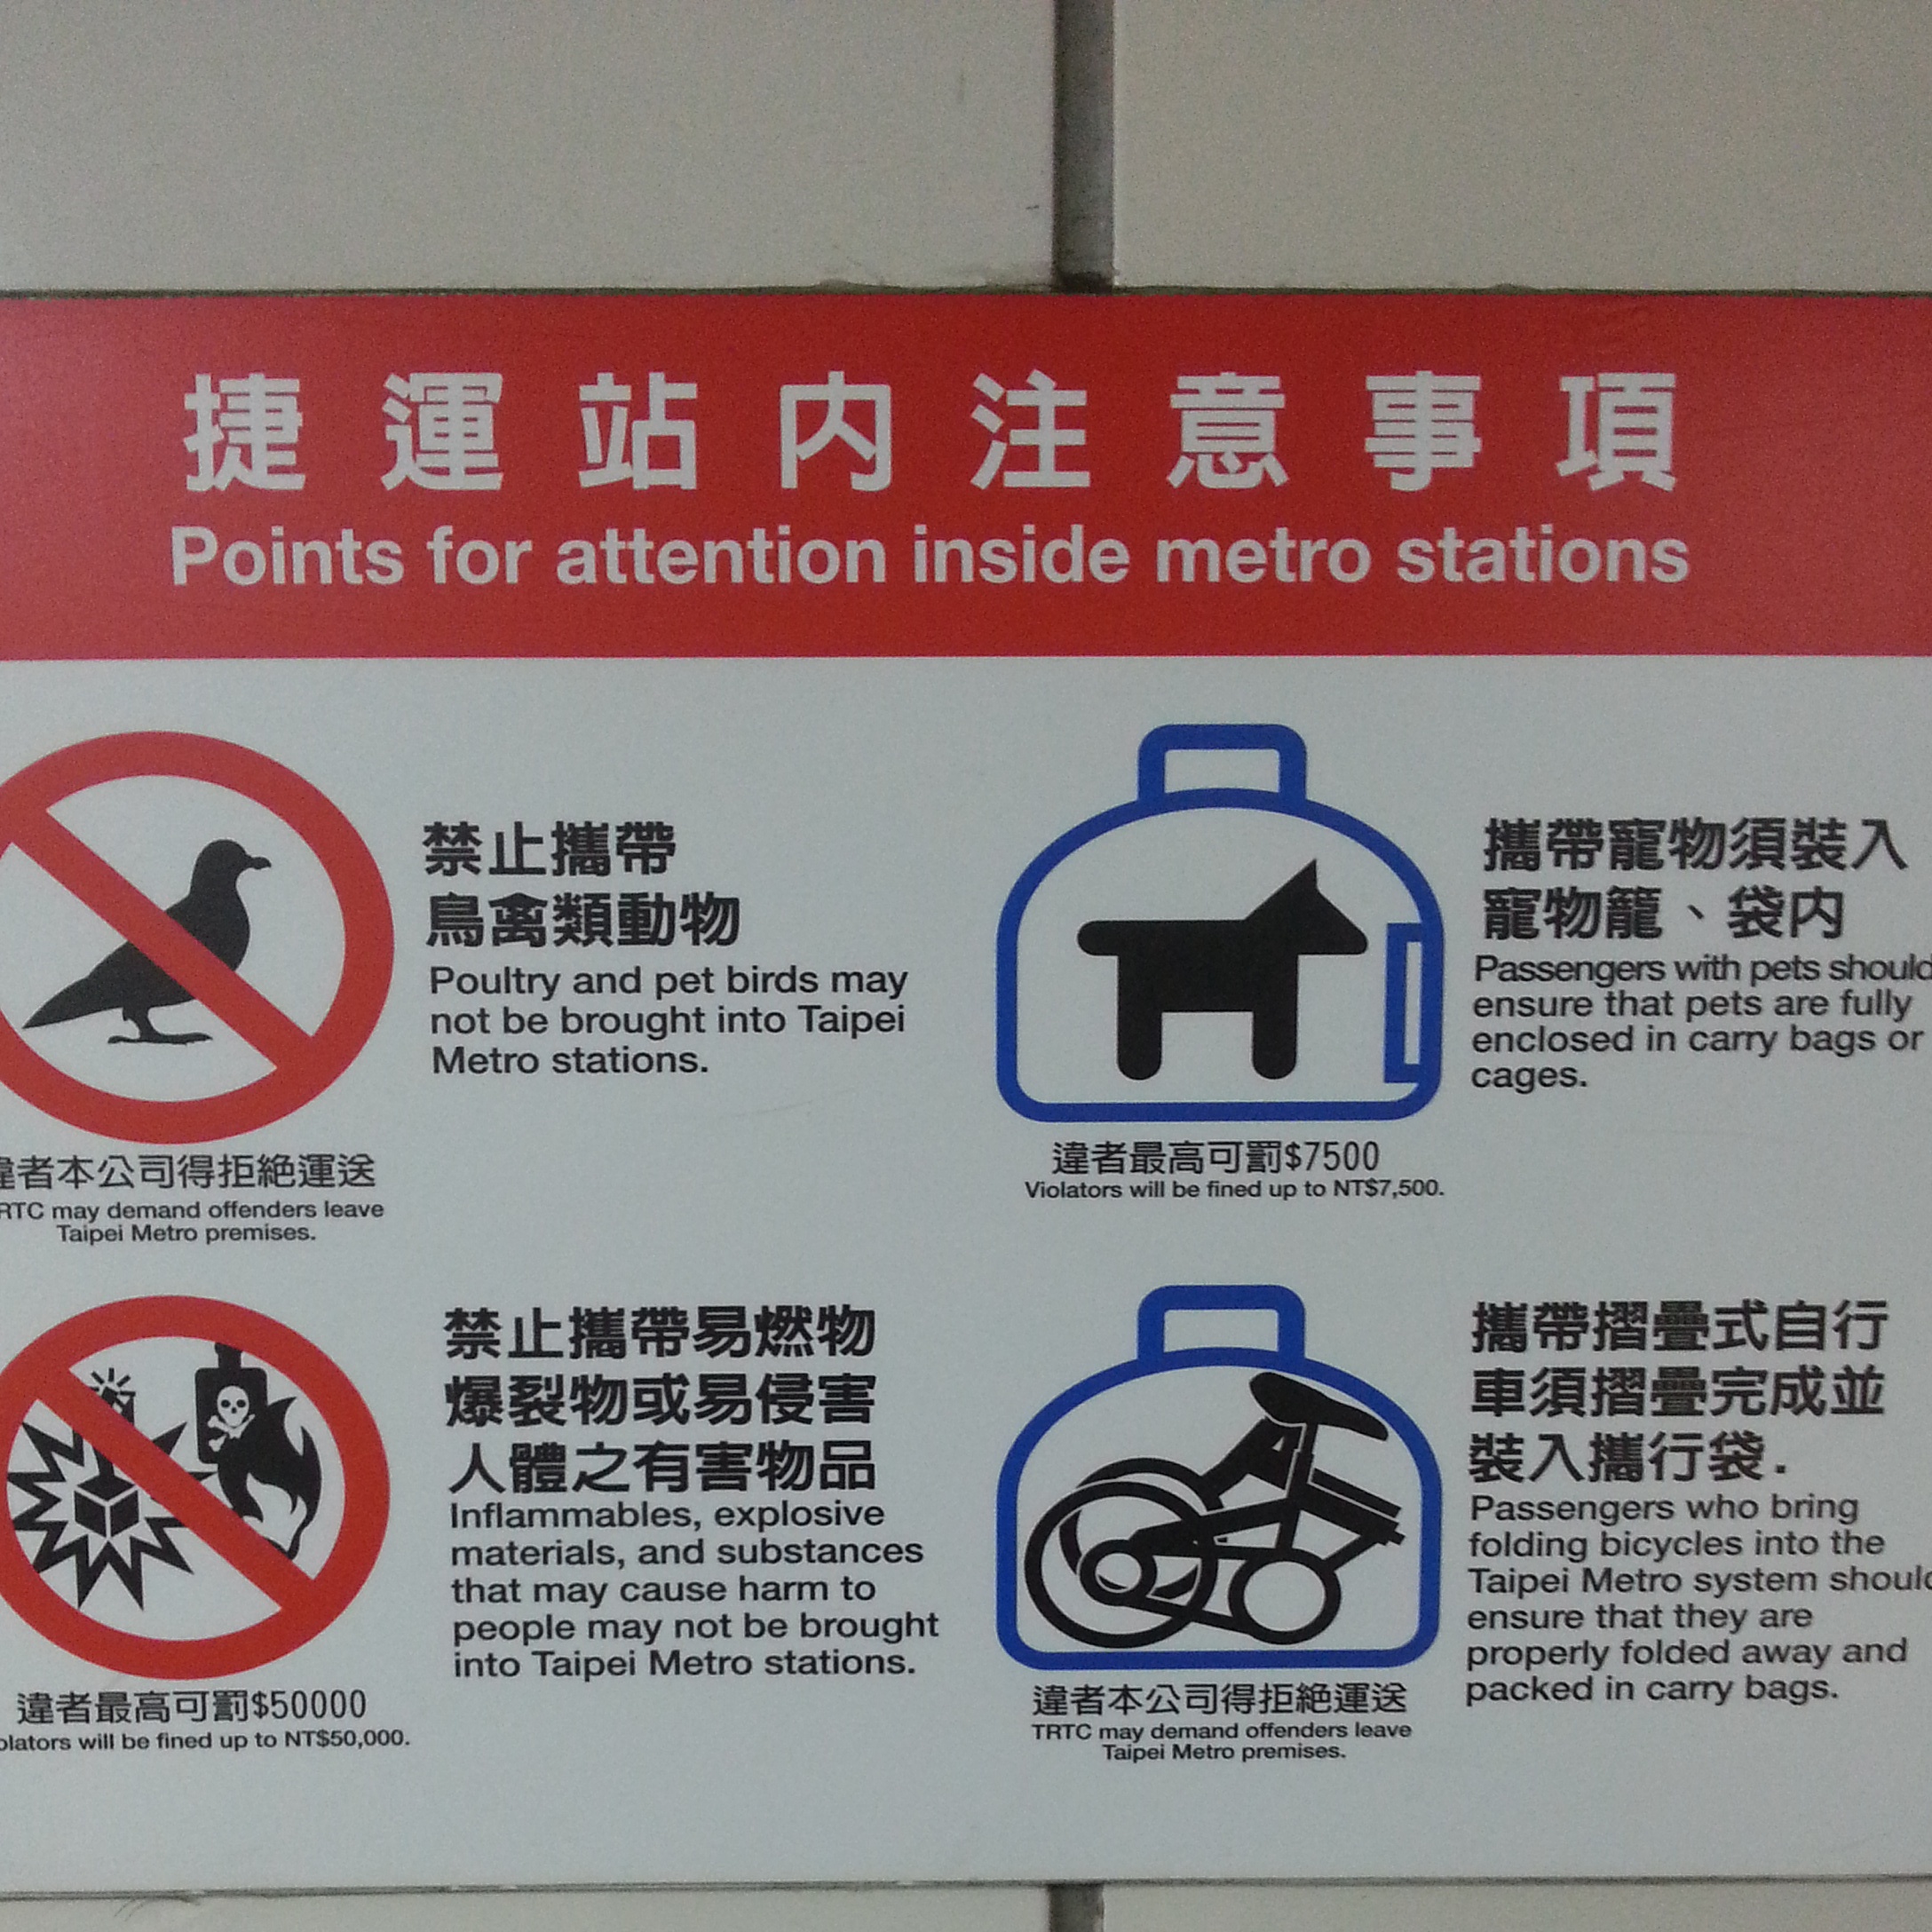 捷運站內注意事項
Points for attention inside metro stations
禁止攜帶
鳥禽類動物
Poultry and pet birds may
not be brought into Taipei
Metro stations.
違者本公司得拒絕運送
RTC may demand offenders leave
Taipei Metro premises.
攜帶寵物須裝入
寵物籠、袋內
Passengers with pets should
ensure that pets are fully
enclosed in carry bags or
cages.
違者最高可罰$7500
Violators will be fined up to NT$7,500.
禁止攜帶易燃物
爆裂物或易侵害
人體之有害物品
Inflammables, explosive
materials, and substances
that may cause harm to
people may not be brought
into Taipei Metro stations.
違者最高可罰$50000
olators will be fined up to NT$50,000.
攜帶摺疊式自行
車須摺疊完成並
裝入攜行袋.
Passengers who bring
folding bicycles into the
Taipei Metro system should
ensure that they are
properly folded away and
packed in carry bags.
違者本公司得拒絕運送
TRTC may demand offenders leave
Taipei Metro premises.